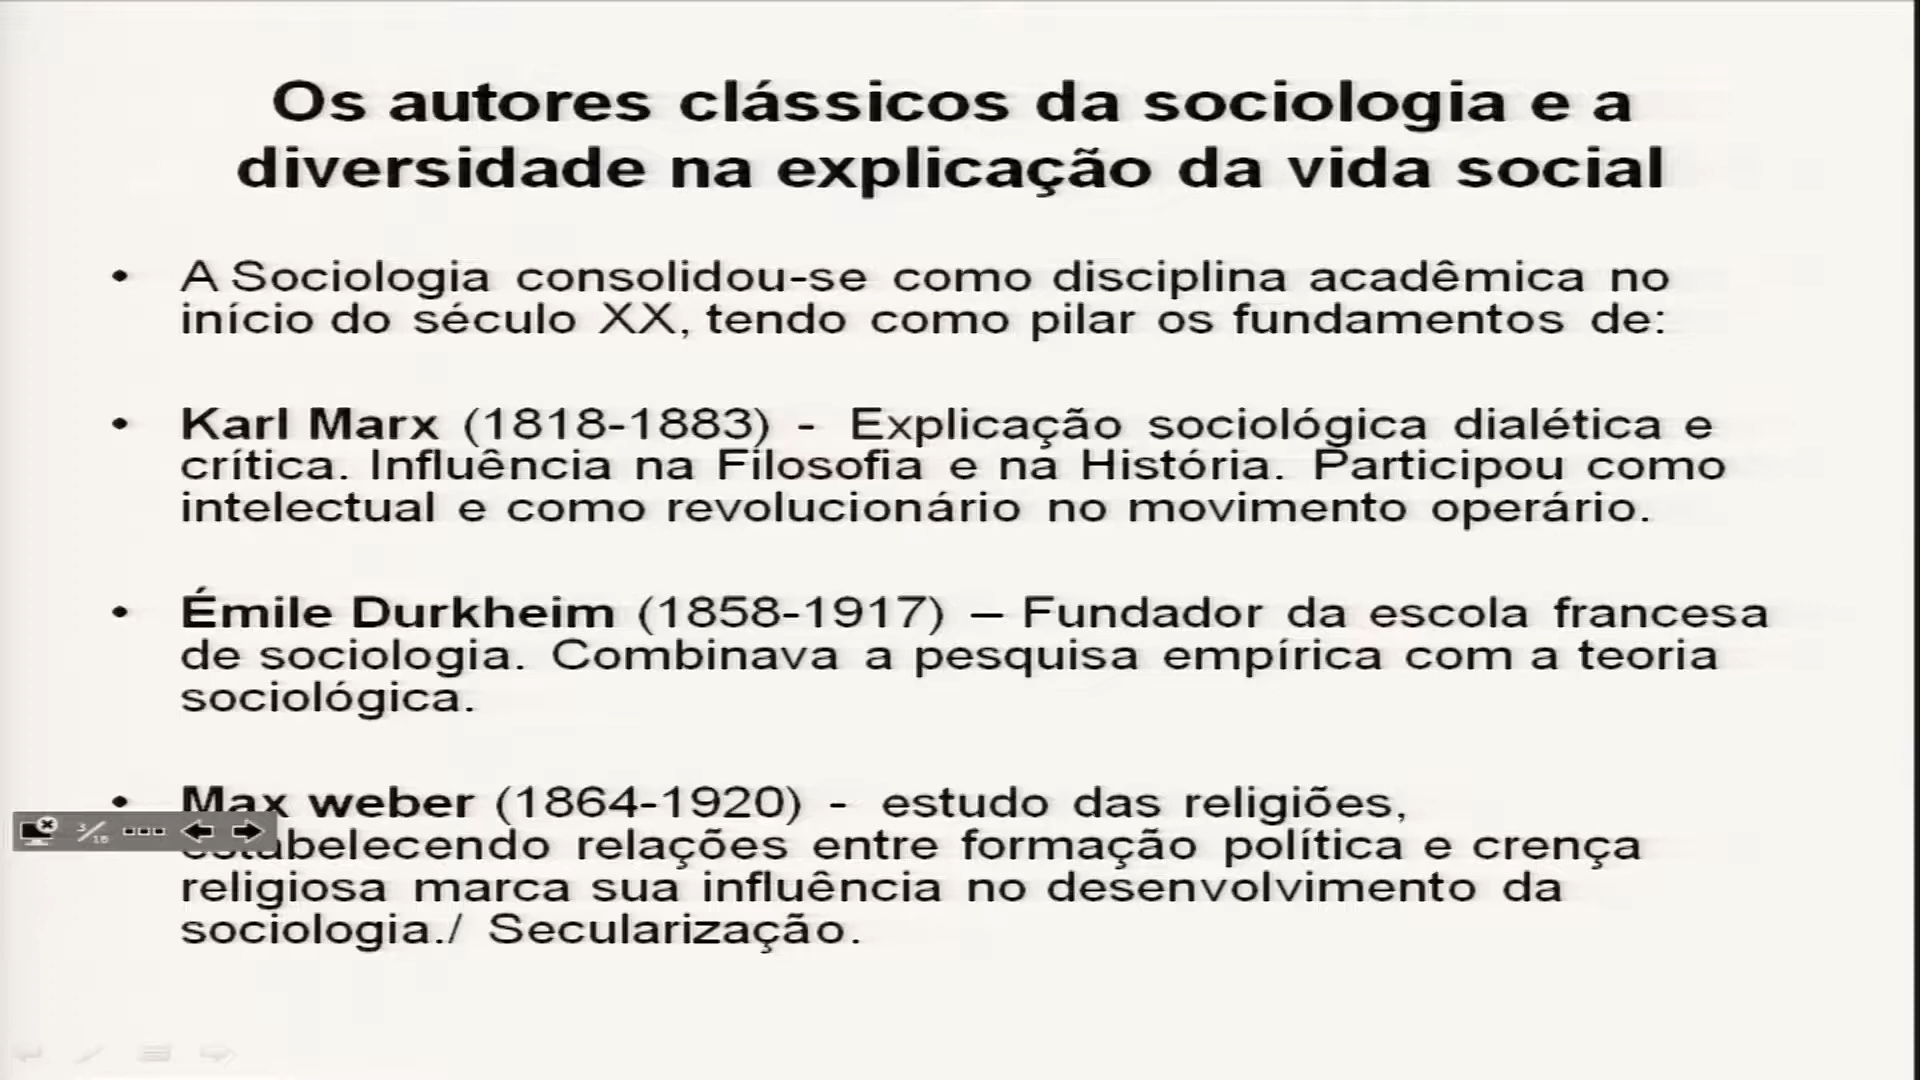 Os autores clássicos da sociologia e a
diversidade na explicação da vida social
• A Sociologia consolidou-se como disciplina acadêmica no
início do século XX, tendo como pilar os fundamentos de:
• Karl Marx (1818-1883) - Explicação sociológica dialética e
crítica. Influência na Filosofia e na História. Participou como
intelectual e como revolucionário no movimento operário.
• Émile Durkheim (1858-1917) – Fundador da escola francesa
de sociologia. Combinava a pesquisa empírica com a teoria
sociológica.
• Max weber (1864-1920) - estudo das religiões,
estabelecendo relações entre formação política e crença
religiosa marca sua influência no desenvolvimento da
sociologia./ Secularização.